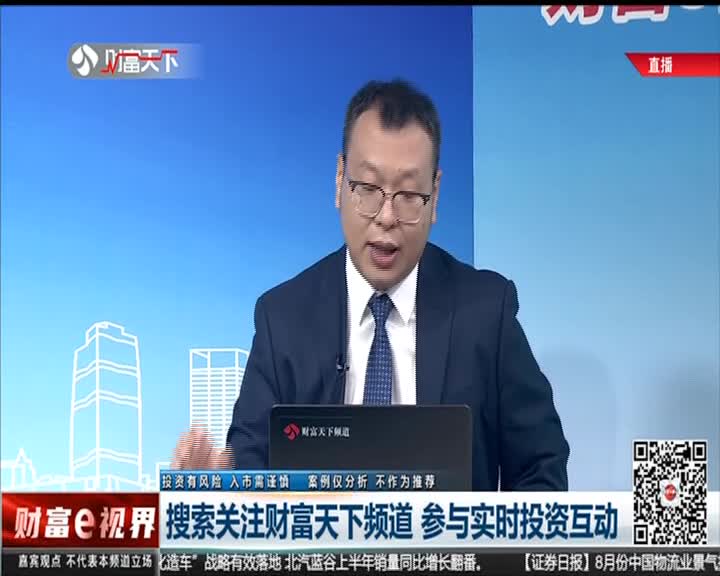 财富天下
直播
财富天下频道
投资有风险 入市需谨慎 案例仅分析 不作为推荐
财富e视界
搜索关注财富天下频道 参与实时投资互动
嘉宾观点 不代表本频道立场
化造车”战略有效落地 北汽蓝谷上半年销量同比增长翻番。 【证券日报】8月份中国物流业景气